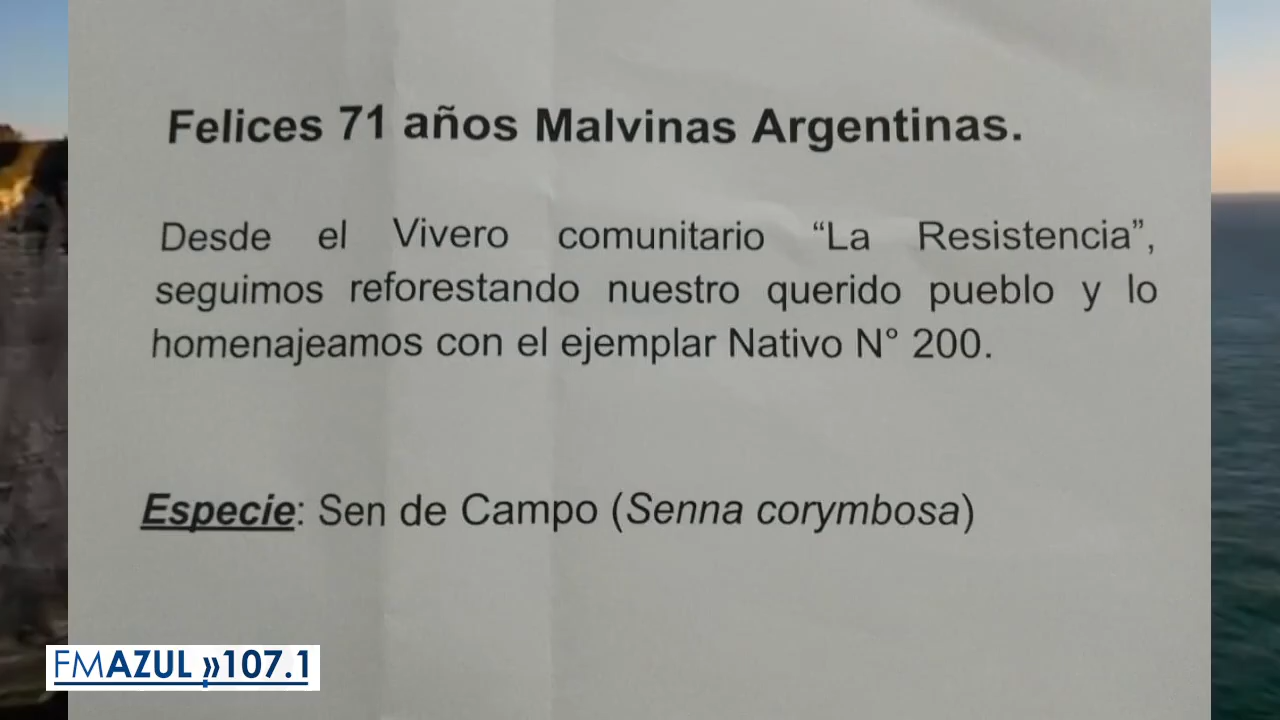 Felices 71 años Malvinas Argentinas.
Desde el Vivero comunitario “La Resistencia”,
seguimos reforestando nuestro querido pueblo y lo
homenajeamos con el ejemplar Nativo N° 200.
Especie: Sen de Campo (Senna corymbosa)
FMAZUL »107.1